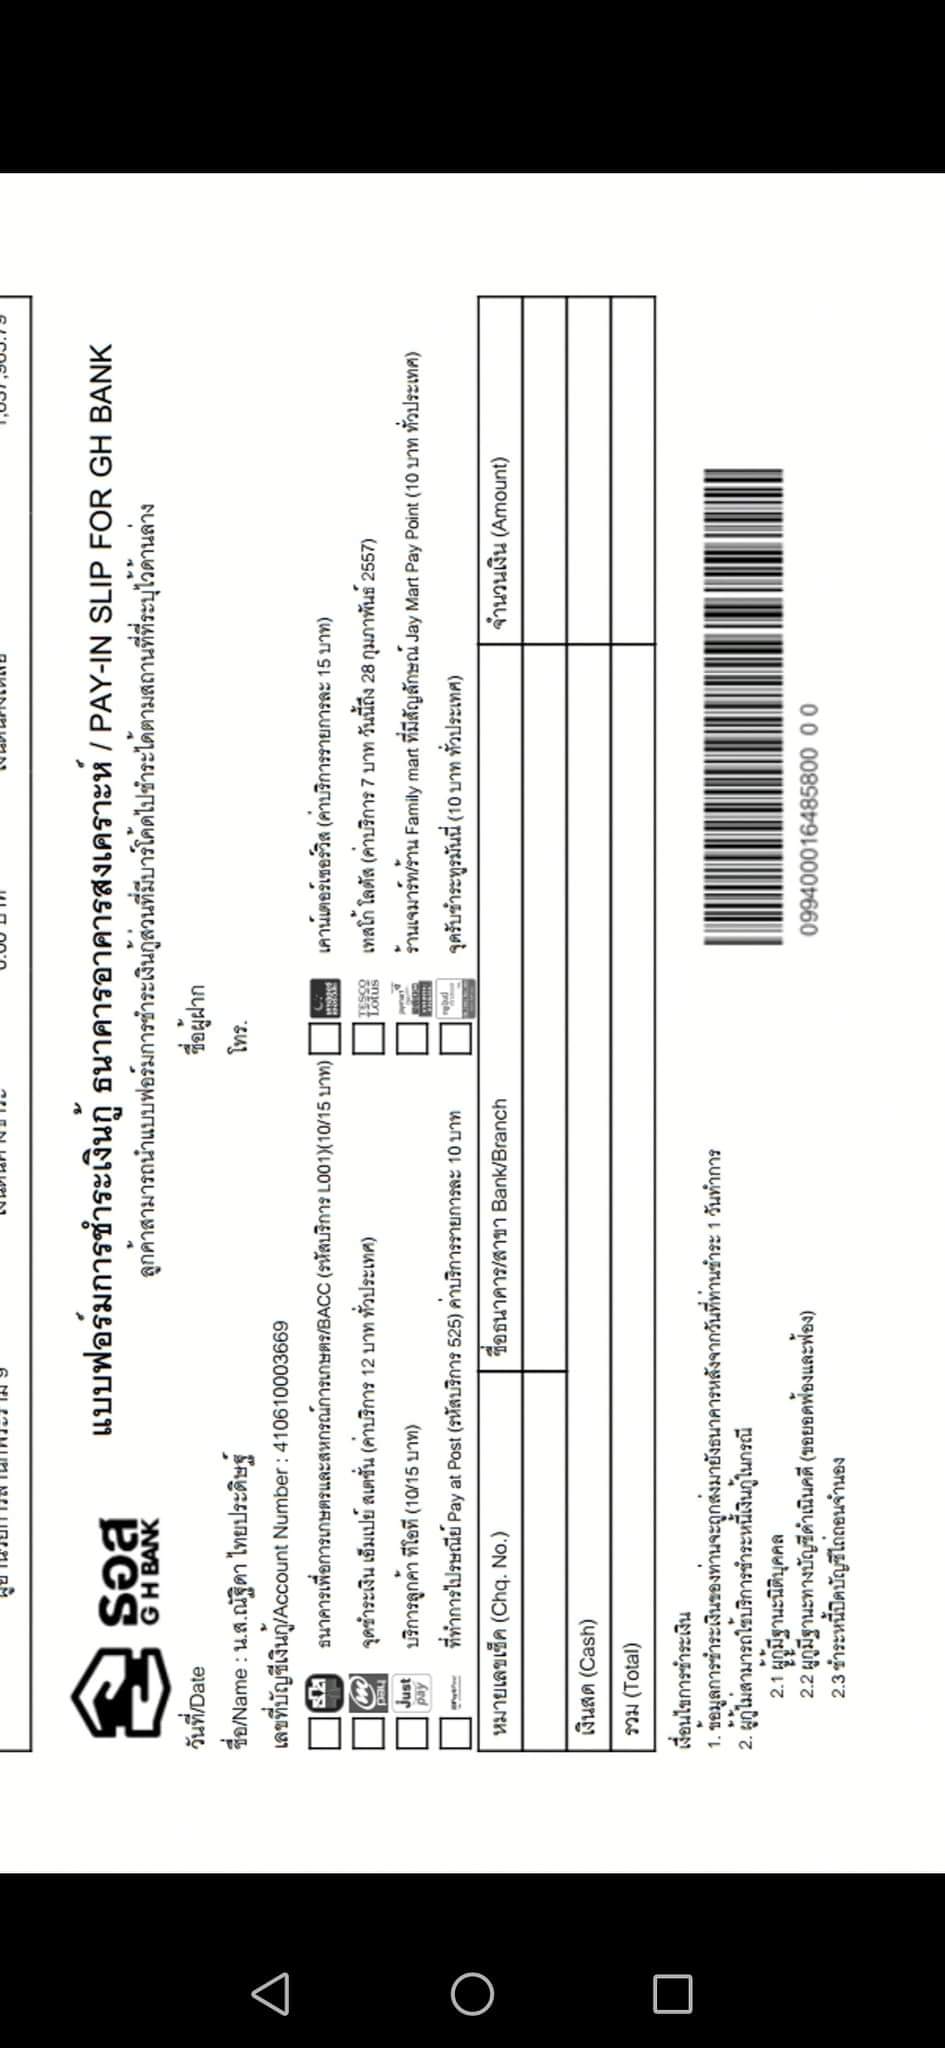 แบบฟอร์มการชำระเงินกู้ ธนาคารอาคารสงเคราะห์ / PAY-IN SLIP FOR GH BANK
ลูกค้าสามารถนำแบบฟอร์มการชำระเงินกู้ส่วนที่มีบาร์โค้ดไปชำระได้ตามสถานที่ที่ระบุไว้ด้านล่าง
ธอส
G H BANK
วันที่/Date ชื่อผู้ฝาก
ชื่อ/Name : น.ส.ณัฐิดา ไทยประดิษฐ์ โทร.
เลขที่บัญชีเงินกู้/Account Number : 410610003669
ธนาคารเพื่อการเกษตรและสหกรณ์การเกษตร/BACC (รหัสบริการ L001)(10/15 บาท) เคาน์เตอร์เซอร์วิส (ค่าบริการรายการละ 15 บาท)
pay จุดชำระเงิน เอ็มเปย์ สเตชั่น (ค่าบริการ 12 บาท ทั่วประเทศ) TESCO Lotus เทสโก้ โลตัส (ค่าบริการ 7 บาท วันนี้ถึง 28 กุมภาพันธ์ 2557)
just pay บริการลูกค้า ทีโอที (10/15 บาท) ร้านเจมาร์ท/ร้าน Family mart ที่มีสัญลักษณ์ Jay Mart Pay Point (10 บาท ทั่วประเทศ)
ที่ทำการไปรษณีย์ Pay at Post (รหัสบริการ 525) ค่าบริการรายการละ 10 บาท จุดรับชำระทรูมันนี่ (10 บาท ทั่วประเทศ)
หมายเลขเช็ค (Chq. No.) ชื่อธนาคาร/สาขา Bank/Branch จำนวนเงิน (Amount)
เงินสด (Cash)
รวม (Total)
เงื่อนไขการชำระเงิน
1. ข้อมูลการชำระเงินของท่านจะถูกส่งมายังธนาคารหลังจากวันที่ท่านชำระ 1 วันทำการ
2. ผู้กู้ไม่สามารถใช้บริการชำระหนี้เงินกู้ในกรณี
2.1 ผู้กู้มีฐานะนิติบุคคล
2.2 ผู้กู้มีฐานะทางบัญชีดำเนินคดี (ขอยอดฟ้องและฟ้อง)
2.3 ชำระหนี้ปิดบัญชีไถ่ถอนจำนอง
099400016485800 0 0